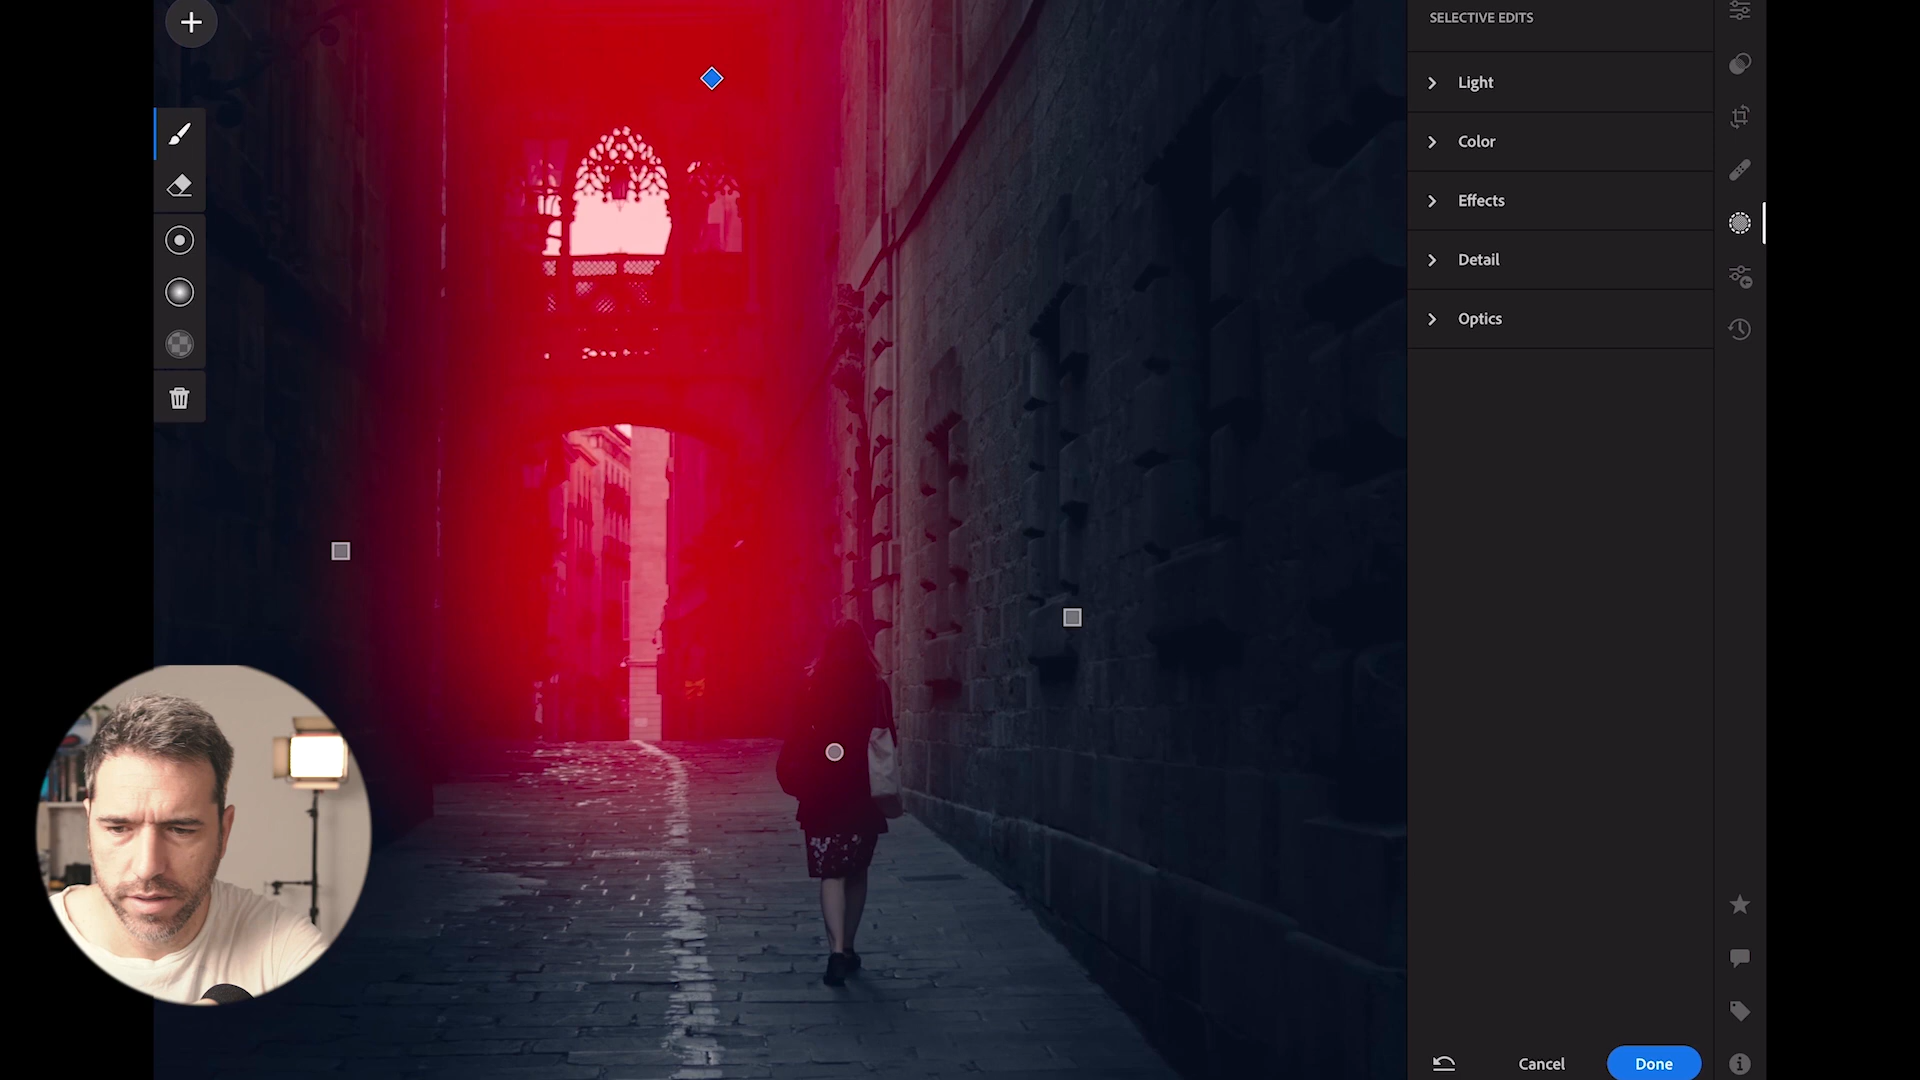 SELECTIVE EDITS
Light
Color
Effects
Detail
Optics
Cancel
Done